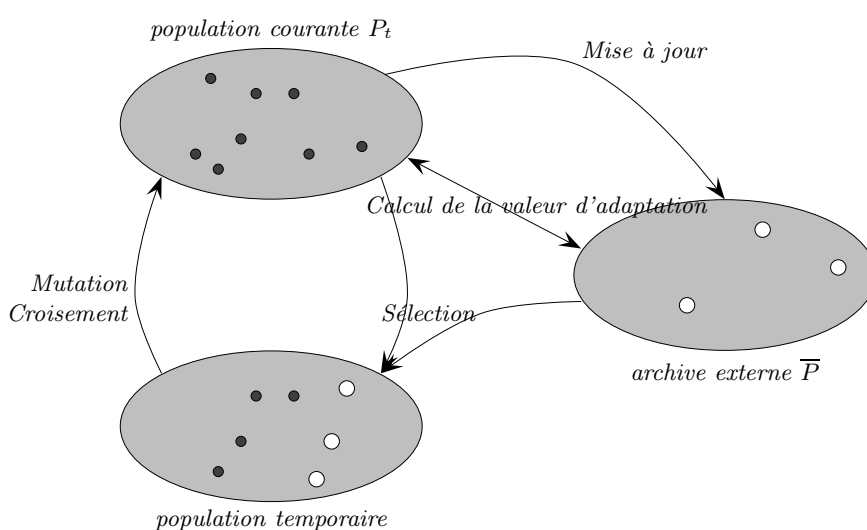 population courante P_t
Mise à jour
Calcul de la valeur d'adaptation
Mutation
Croisement
Sélection
archive externe P̅
population temporaire